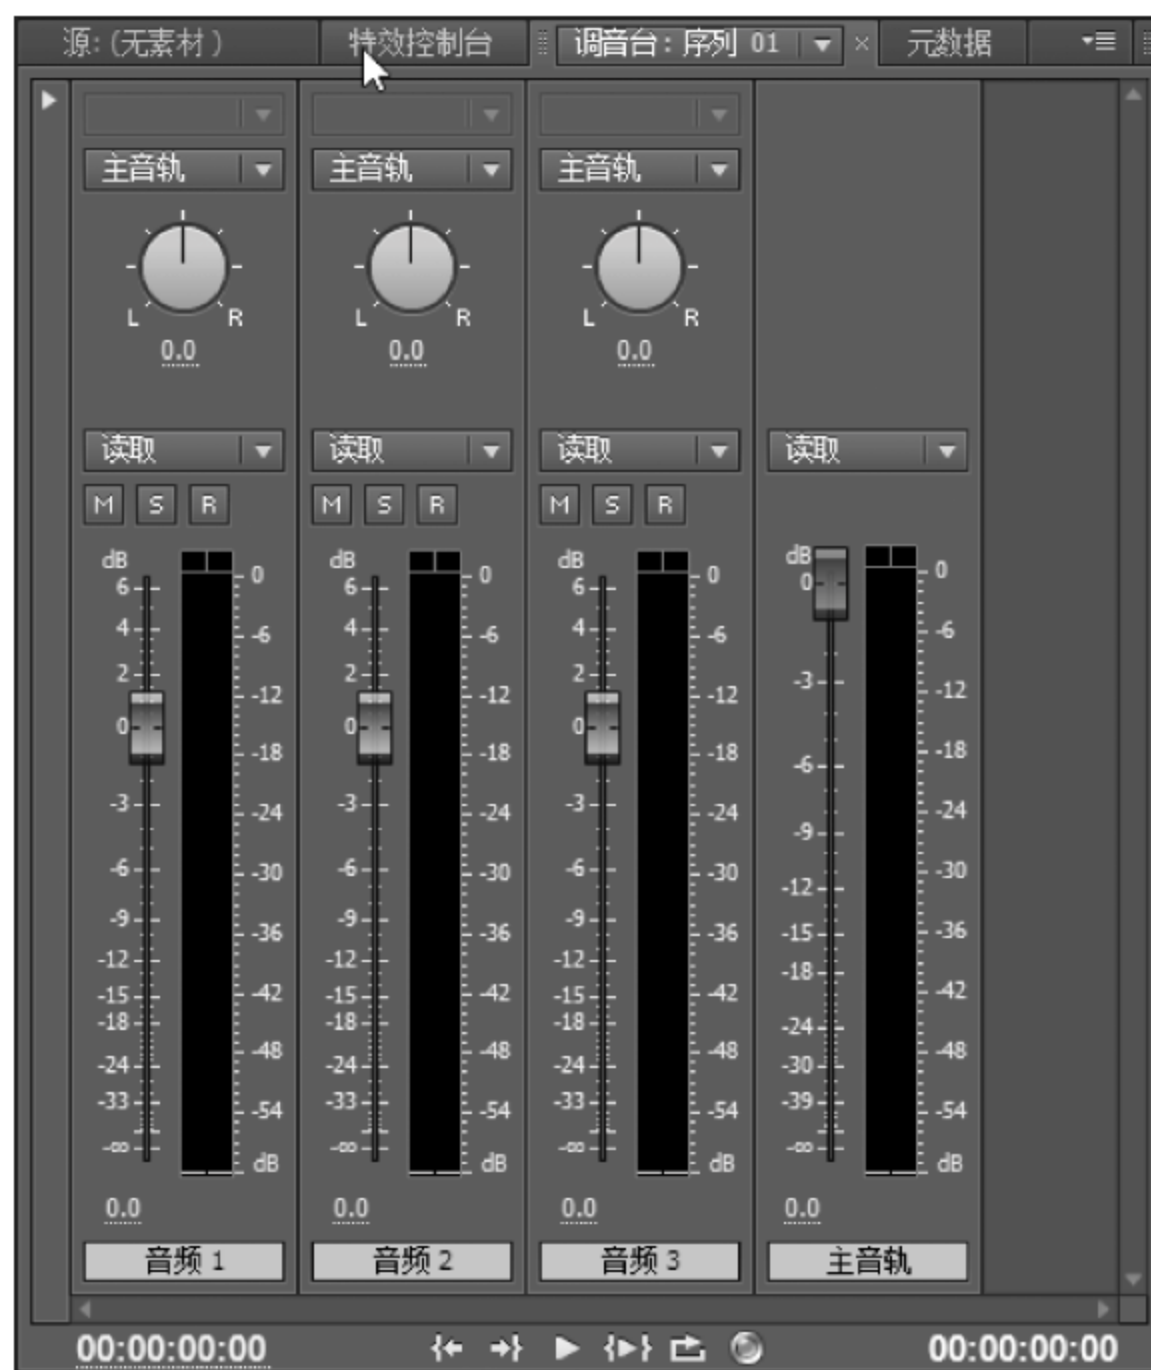 源: (无素材) 特效控制台 调音台: 序列 01 × 元数据
主音轨 主音轨 主音轨
L R L R L R
0.0 0.0 0.0
读取 读取 读取 读取
M S R M S R M S R
dB dB dB dB
6 0 6 0 6 0 0 0
4 -6 4 -6 4 -6 -6
2 -12 2 -12 2 -12 -3 -12
0 -18 0 -18 0 -18 -6 -18
-3 -24 -3 -24 -3 -24 -9 -24
-6 -30 -6 -30 -6 -30 -12 -30
-9 -36 -9 -36 -9 -36 -15 -36
-12 -12 -12 -18
-15 -42 -15 -42 -15 -42 -42
-18 -18 -18 -24
-24 -48 -24 -48 -24 -48 -30 -48
-33 -54 -33 -54 -33 -54 -39 -54
-∞ dB -∞ dB -∞ dB -∞ dB
0.0 0.0 0.0 0.0
音频 1 音频 2 音频 3 主音轨
00:00:00:00 00:00:00:00